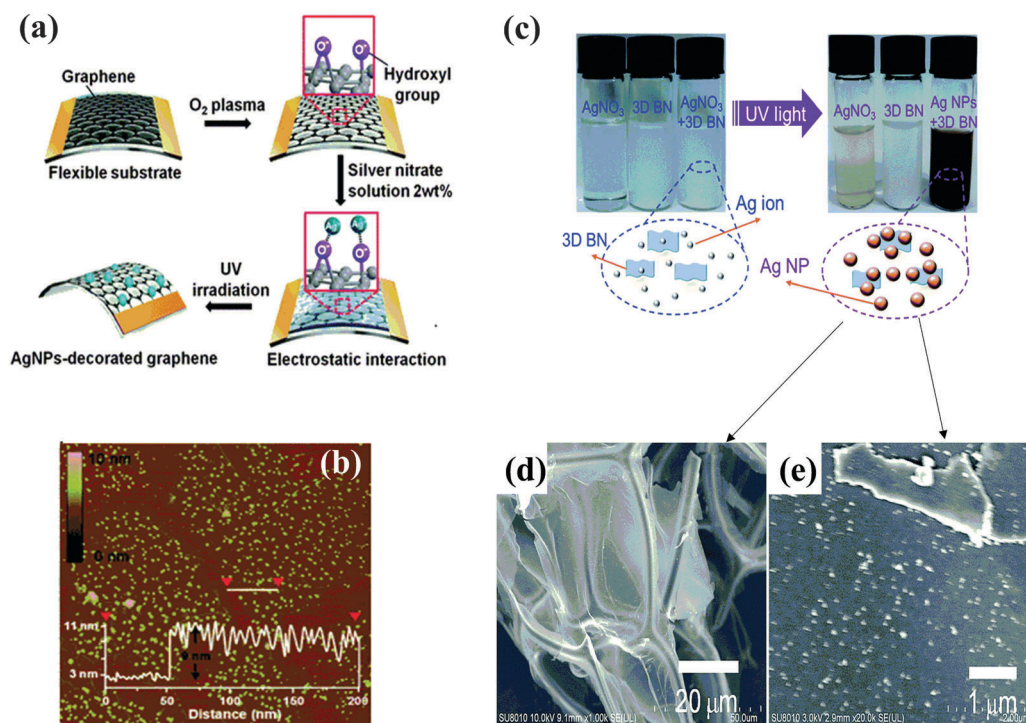 (a)
Graphene
O₂ plasma
Flexible substrate
O⁻ O⁻
Hydroxyl
group
Silver nitrate
solution 2wt%
O⁻ O⁻
UV
irradiation
AgNPs-decorated graphene
Electrostatic interaction
(b)
10 nm
0 nm
11 nm
3 nm
9 nm
0 50 100 150 200
Distance (nm)
(c)
AgNO₃
3D BN
AgNO₃
+3D BN
UV light
AgNO₃
3D BN
Ag NPs
+3D BN
Ag ion
3D BN
Ag NP
(d)
20 μm
SU8010 10.0kV 9.1mm x1.00k SE(UL)
50.0um
(e)
1 μm
SU8010 3.0kV 2.9mm x20.0k SE(UL)
2.00um